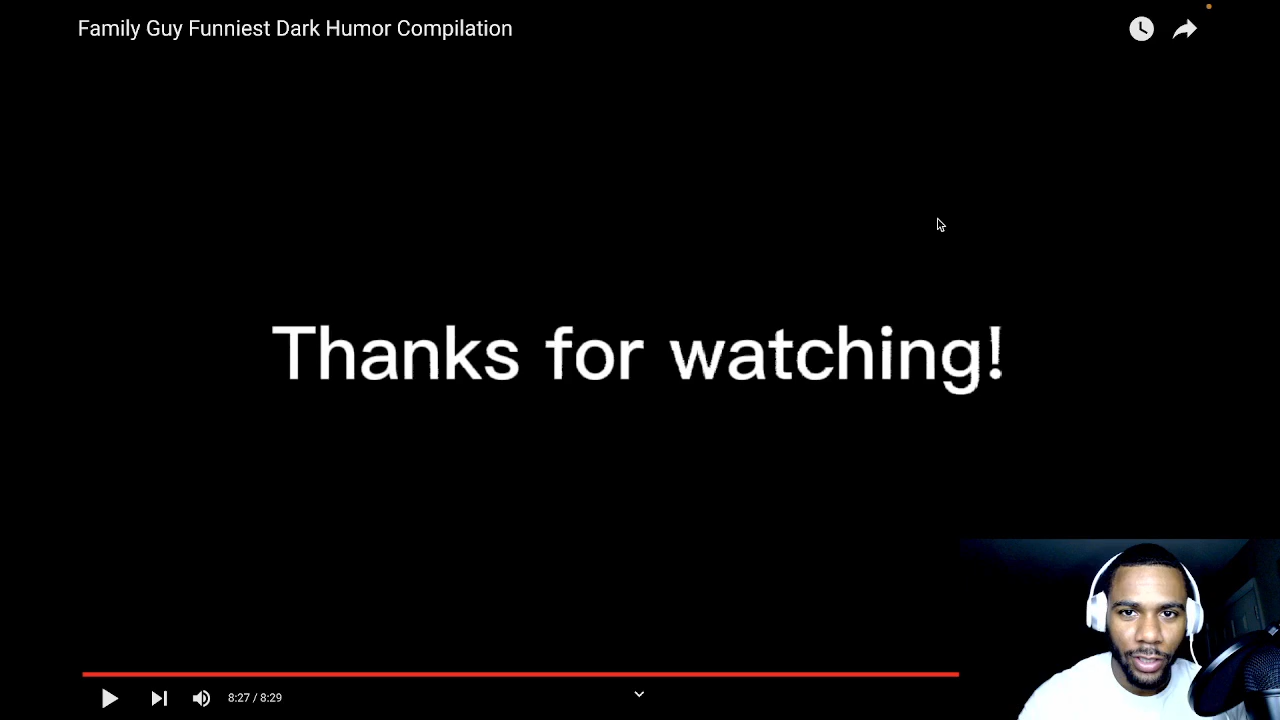 Family Guy Funniest Dark Humor Compilation
Thanks for watching!
8:27 / 8:29